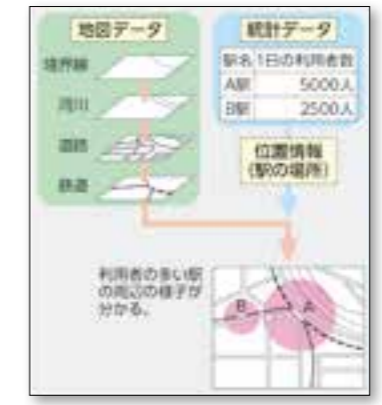 地図データ
境界線
河川
道路
鉄道
統計データ
駅名 1日の利用者数
A駅 5000人
B駅 2500人
位置情報
(駅の場所)
利用者の多い駅
の周辺の様子が
分かる。
B A